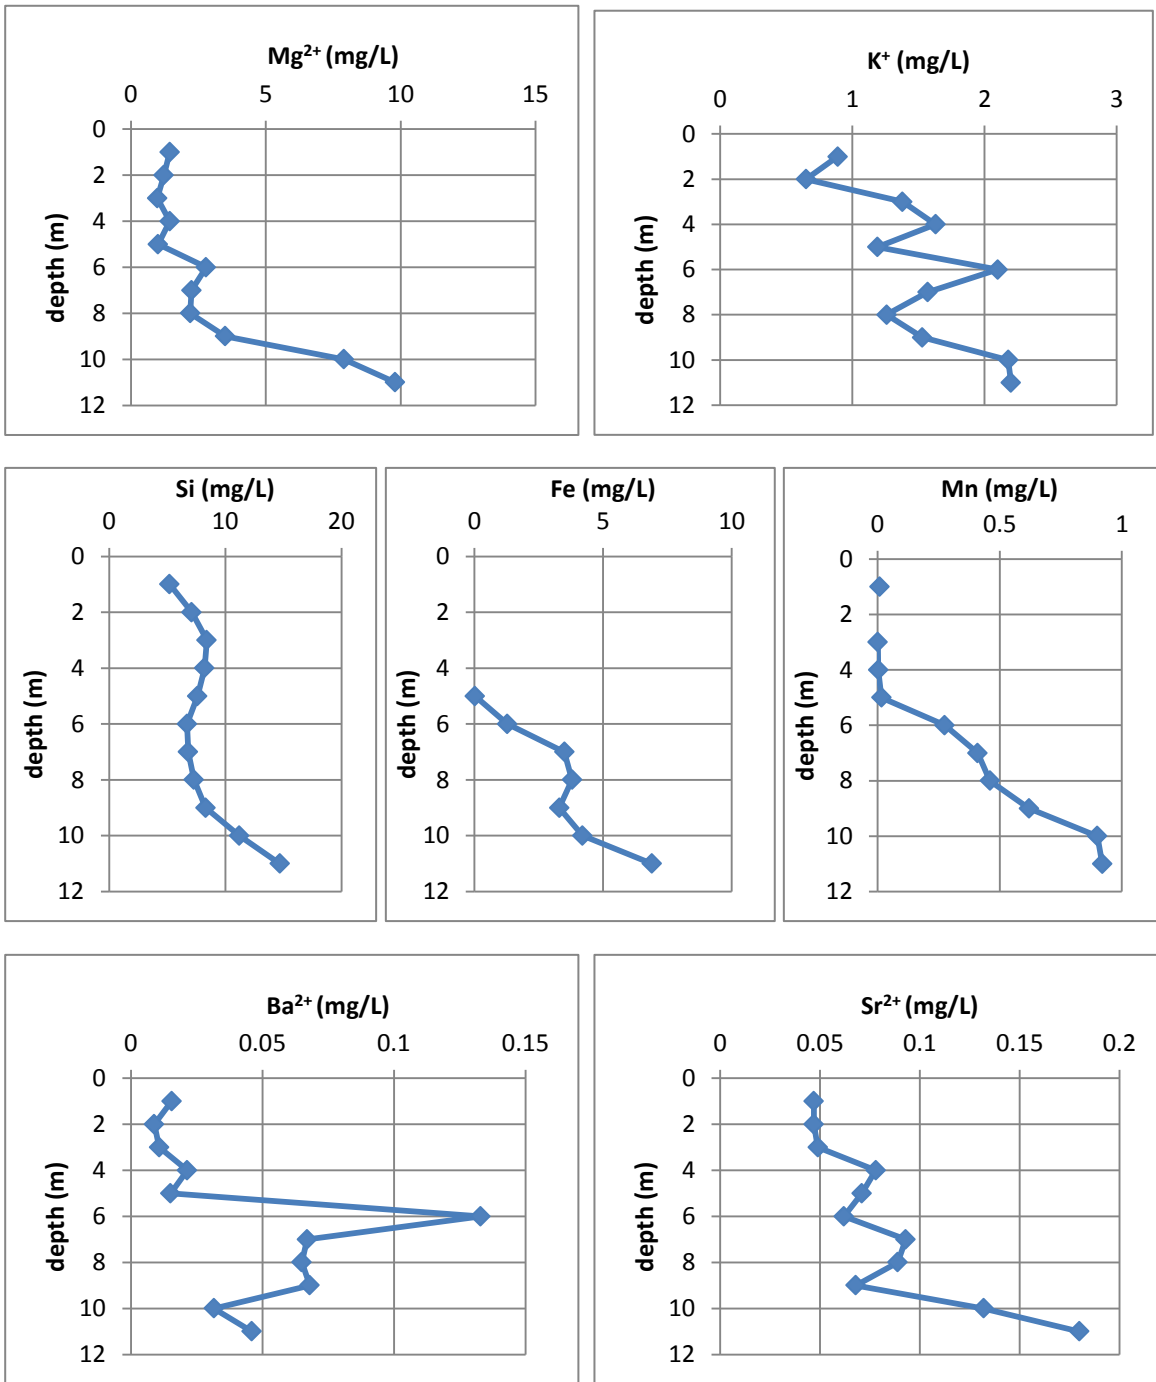 Mg²⁺ (mg/L)
0 5 10 15
0
2
4
6
8
10
12
depth (m)
K⁺ (mg/L)
0 1 2 3
0
2
4
6
8
10
12
depth (m)
Si (mg/L)
0 10 20
0
2
4
6
8
10
12
depth (m)
Fe (mg/L)
0 5 10
0
2
4
6
8
10
12
depth (m)
Mn (mg/L)
0 0.5 1
0
2
4
6
8
10
12
depth (m)
Ba²⁺ (mg/L)
0 0.05 0.1 0.15
0
2
4
6
8
10
12
depth (m)
Sr²⁺ (mg/L)
0 0.05 0.1 0.15 0.2
0
2
4
6
8
10
12
depth (m)